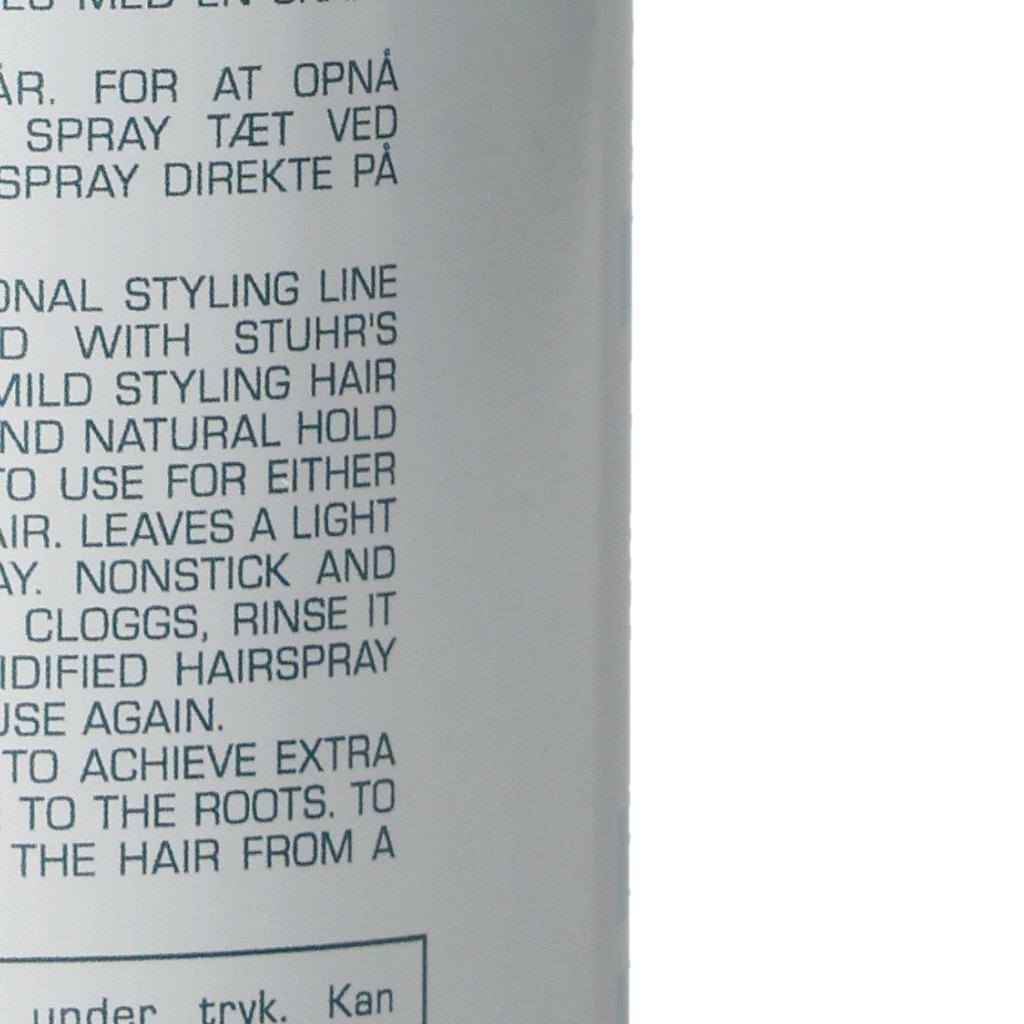 MED EN
FOR AT OPNÅ
SPRAY TÆT VED
SPRAY DIREKTE PÅ
ONAL STYLING LINE
D WITH STUHR'S
MILD STYLING HAIR
ND NATURAL HOLD
TO USE FOR EITHER
AIR. LEAVES A LIGHT
AY. NONSTICK AND
CLOGGS, RINSE IT
IDIFIED HAIRSPRAY
USE AGAIN.
TO ACHIEVE EXTRA
TO THE ROOTS. TO
THE HAIR FROM A
under tryk. Kan